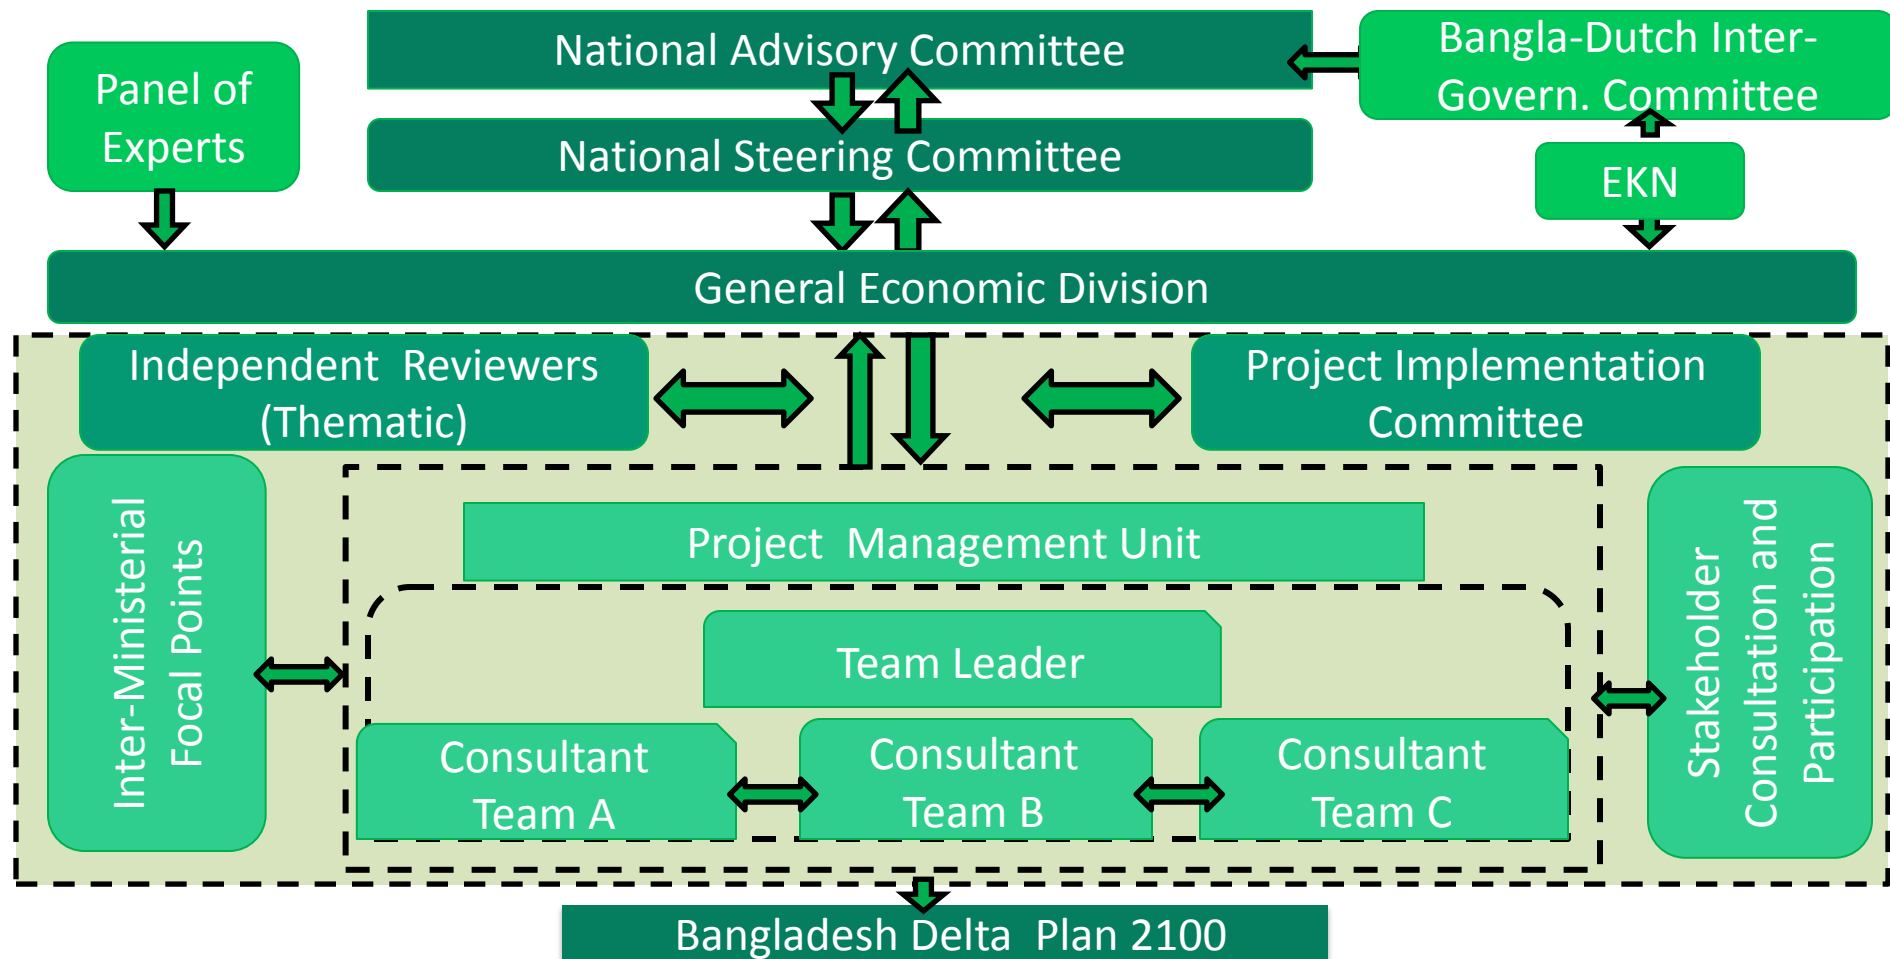 National Advisory Committee
Bangla-Dutch Inter-
Govern. Committee
Panel of
Experts
National Steering Committee
EKN
General Economic Division
Independent Reviewers
(Thematic)
Project Implementation
Committee
Inter-Ministerial
Focal Points
Project Management Unit
Stakeholder
Consultation and
Participation
Team Leader
Consultant
Team A
Consultant
Team B
Consultant
Team C
Bangladesh Delta Plan 2100